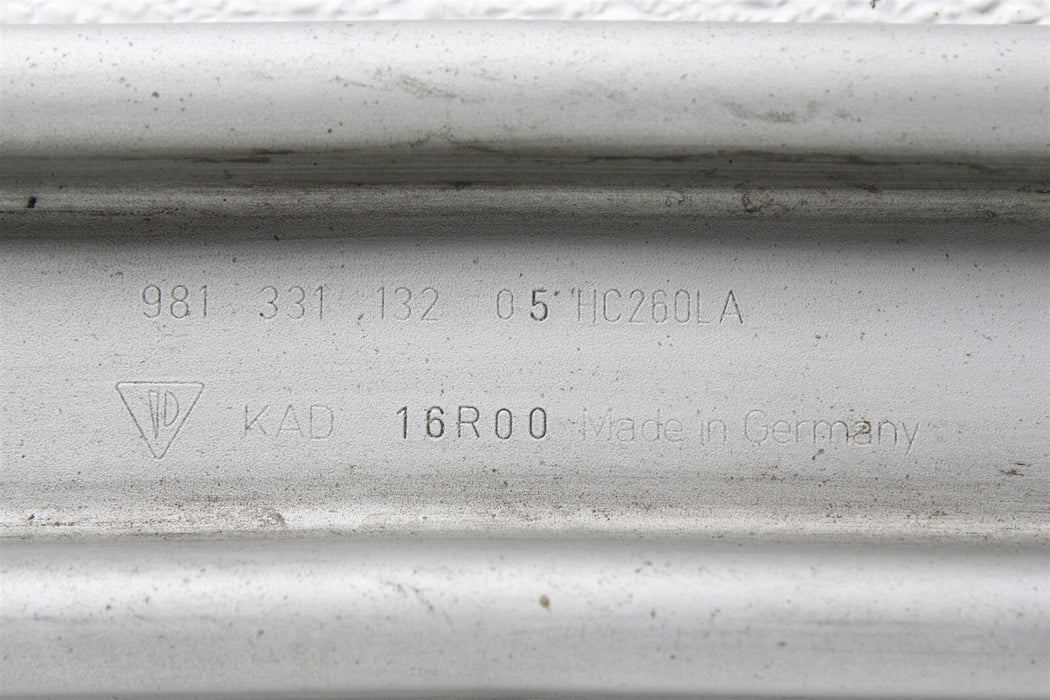 981 331 132 05 HC260LA
KAD 16R00 Made in Germany